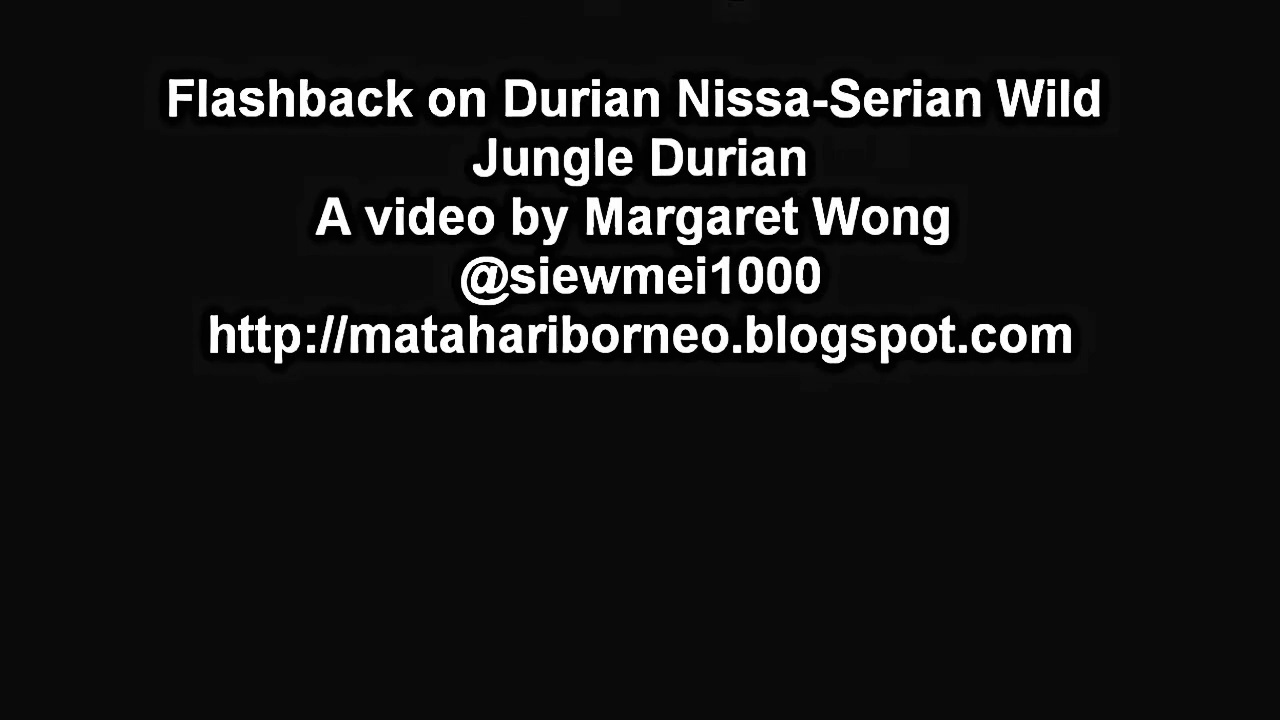 Flashback on Durian Nissa-Serian Wild
Jungle Durian
A video by Margaret Wong
@siewmei1000
http://matahariborneo.blogspot.com